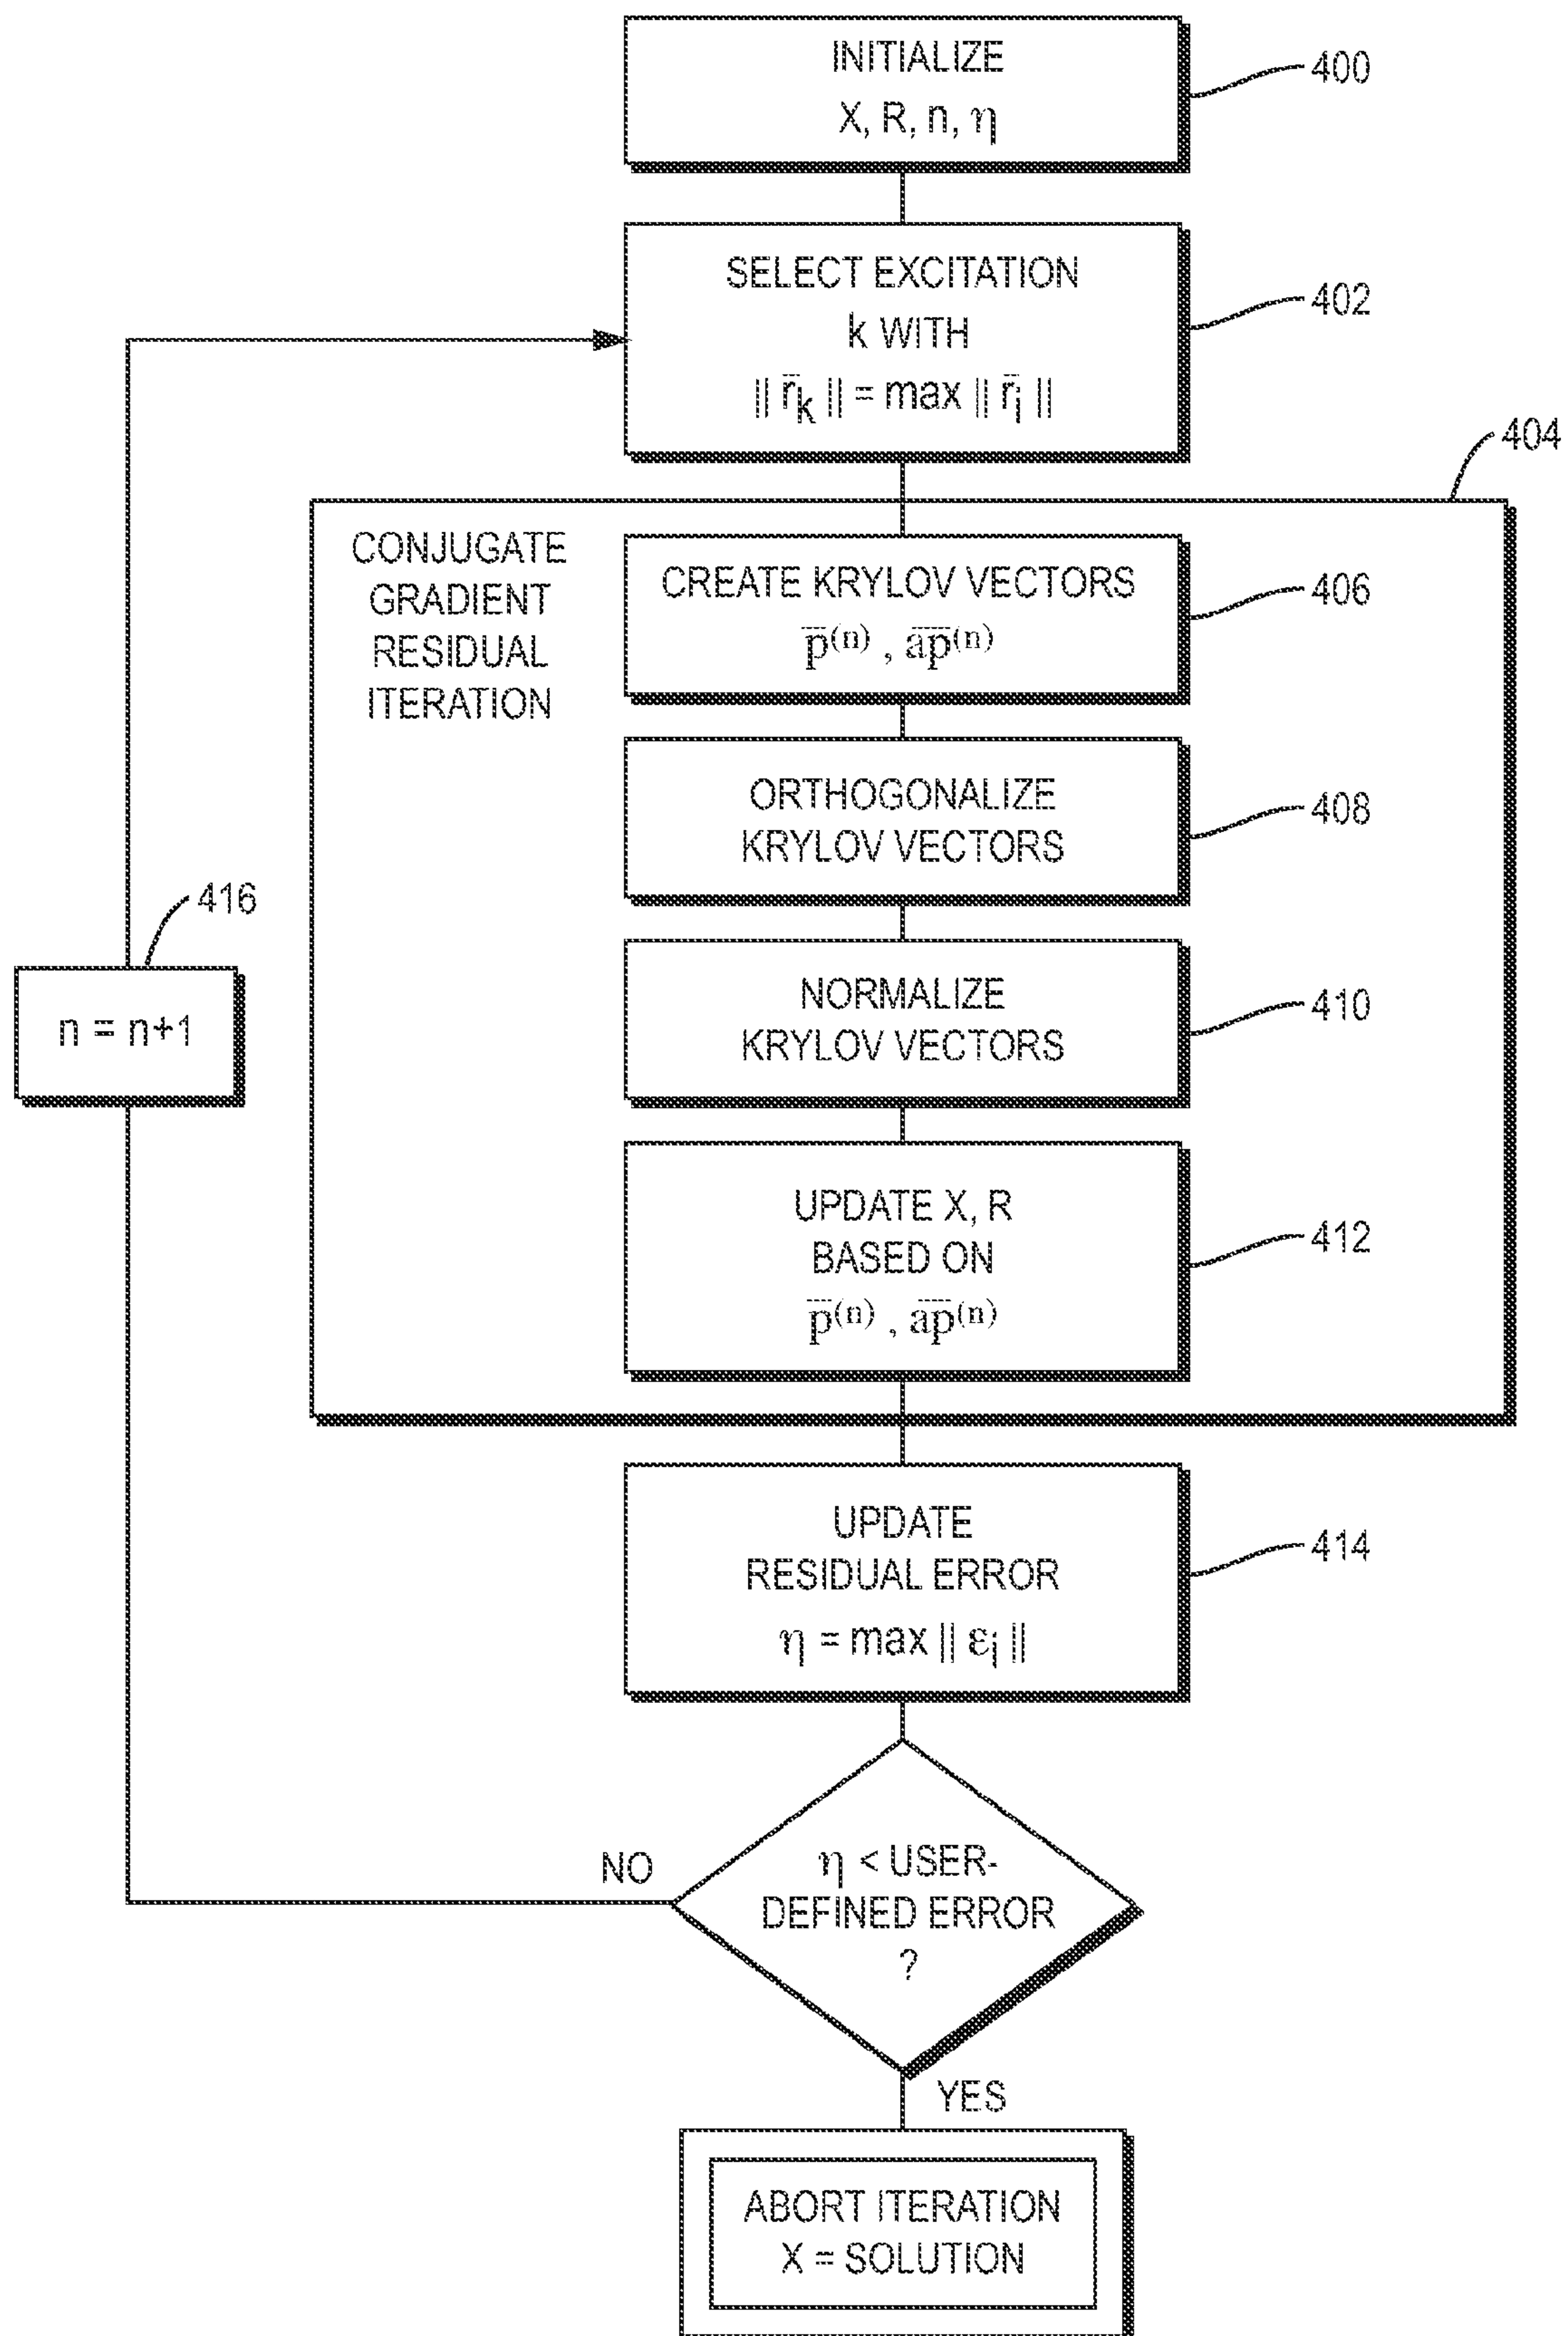 INITIALIZE
X, R, n, η
400
SELECT EXCITATION
k WITH
|| r̄k || = max || r̄i ||
402
404
CONJUGATE
GRADIENT
RESIDUAL
ITERATION
CREATE KRYLOV VECTORS
p̄(n) , a̅p̅(n)
406
ORTHOGONALIZE
KRYLOV VECTORS
408
416
n = n+1
NORMALIZE
KRYLOV VECTORS
410
UPDATE X, R
BASED ON
p̄(n) , a̅p̅(n)
412
UPDATE
RESIDUAL ERROR
η = max || εi ||
414
NO
η < USER-
DEFINED ERROR
?
YES
ABORT ITERATION
X = SOLUTION